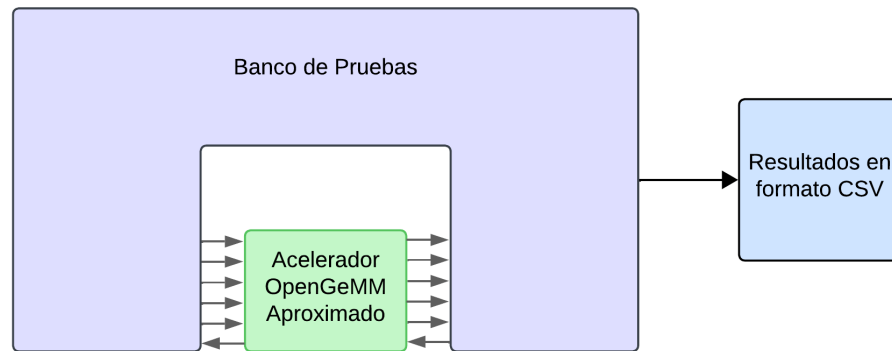 Banco de Pruebas
Resultados en
formato CSV
Acelerador
OpenGeMM
Aproximado